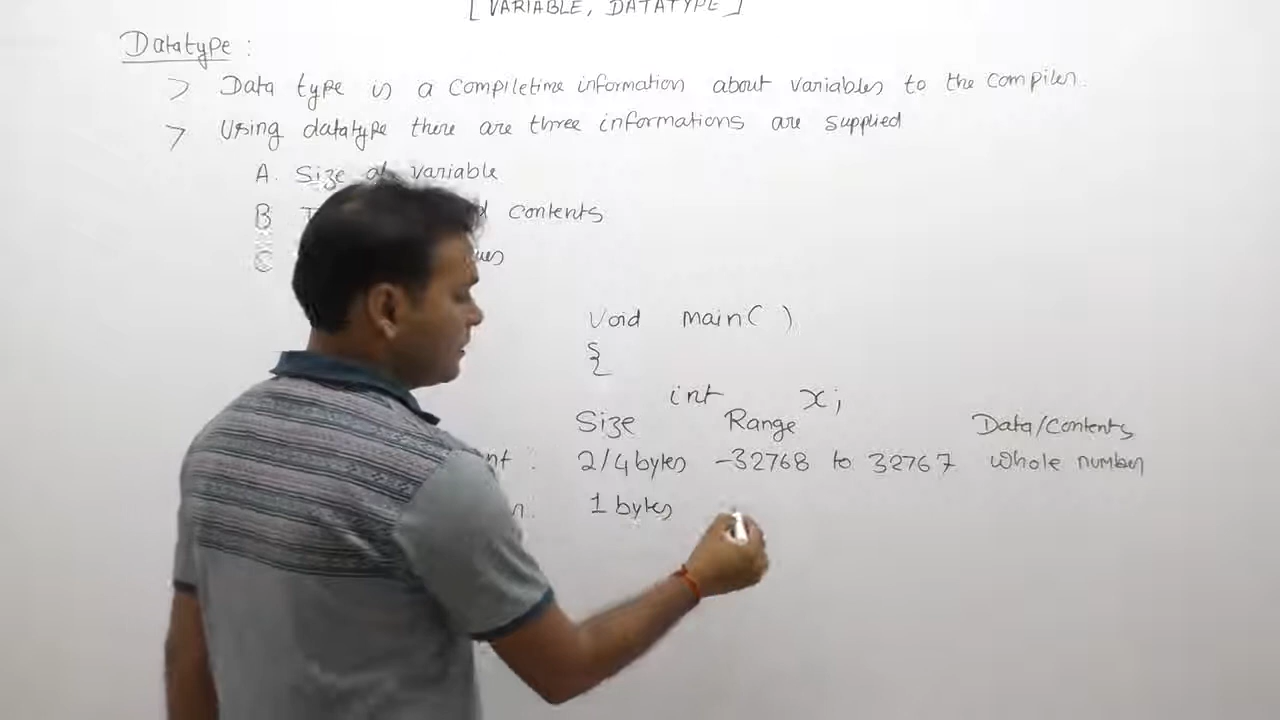 [ VARIABLE, DATATYPE ]
Datatype :
> Data type is a compiletime information about variables to the compiler.
> Using datatype there are three informations are supplied
A. Size of variable
B contents
C
Void main( )
{
int x;
Size Range Data/Contents
2/4 bytes -32768 to 32767 whole number
1 bytes